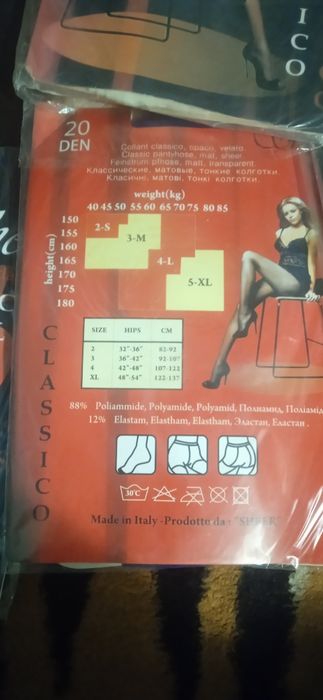 ICO
20
DEN
Collant classico, opaco, velato.
Classic pantyhose, mat, sheer.
Feinstrum pfhose, matt, transparent.
Классические, матовые, тонкие колготки.
Класичні, матові, тонкі колготки.
weight(kg)
40 45 50 55 60 65 70 75 80 85
height(cm)
150
155
160
165
170
175
180
2-S
3-M
4-L
5-XL
SIZE HIPS CM
2 32"-36" 82-92
3 36"-42" 92-107
4 42"-48" 107-122
XL 48"-54" 122-137
88% Poliammide, Polyamide, Polyamid, Полиамид, Поліамід
12% Elastam, Elastham, Elastham, Эластан, Еластан .
30°C
Made in Italy -Prodotto da : "SHEER"
CLASSICO